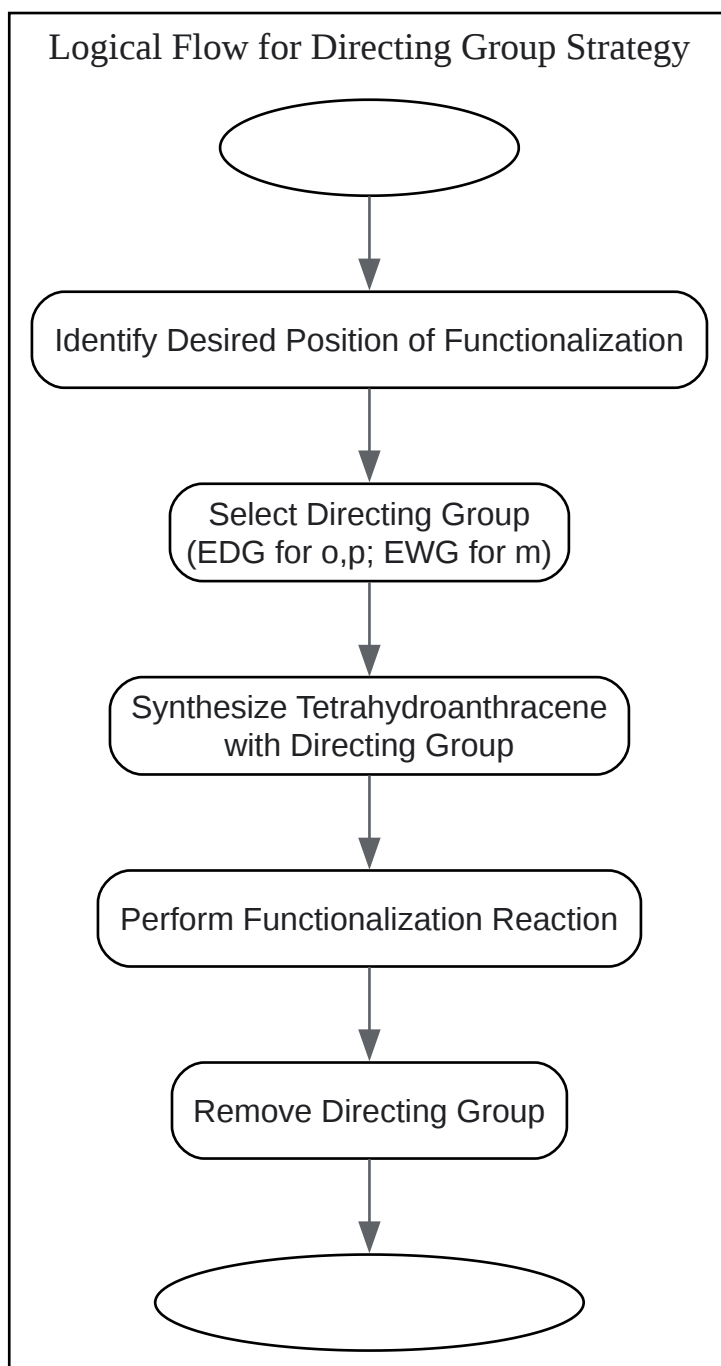 Logical Flow for Directing Group Strategy
Identify Desired Position of Functionalization
Select Directing Group
(EDG for o,p; EWG for m)
Synthesize Tetrahydroanthracene
with Directing Group
Perform Functionalization Reaction
Remove Directing Group